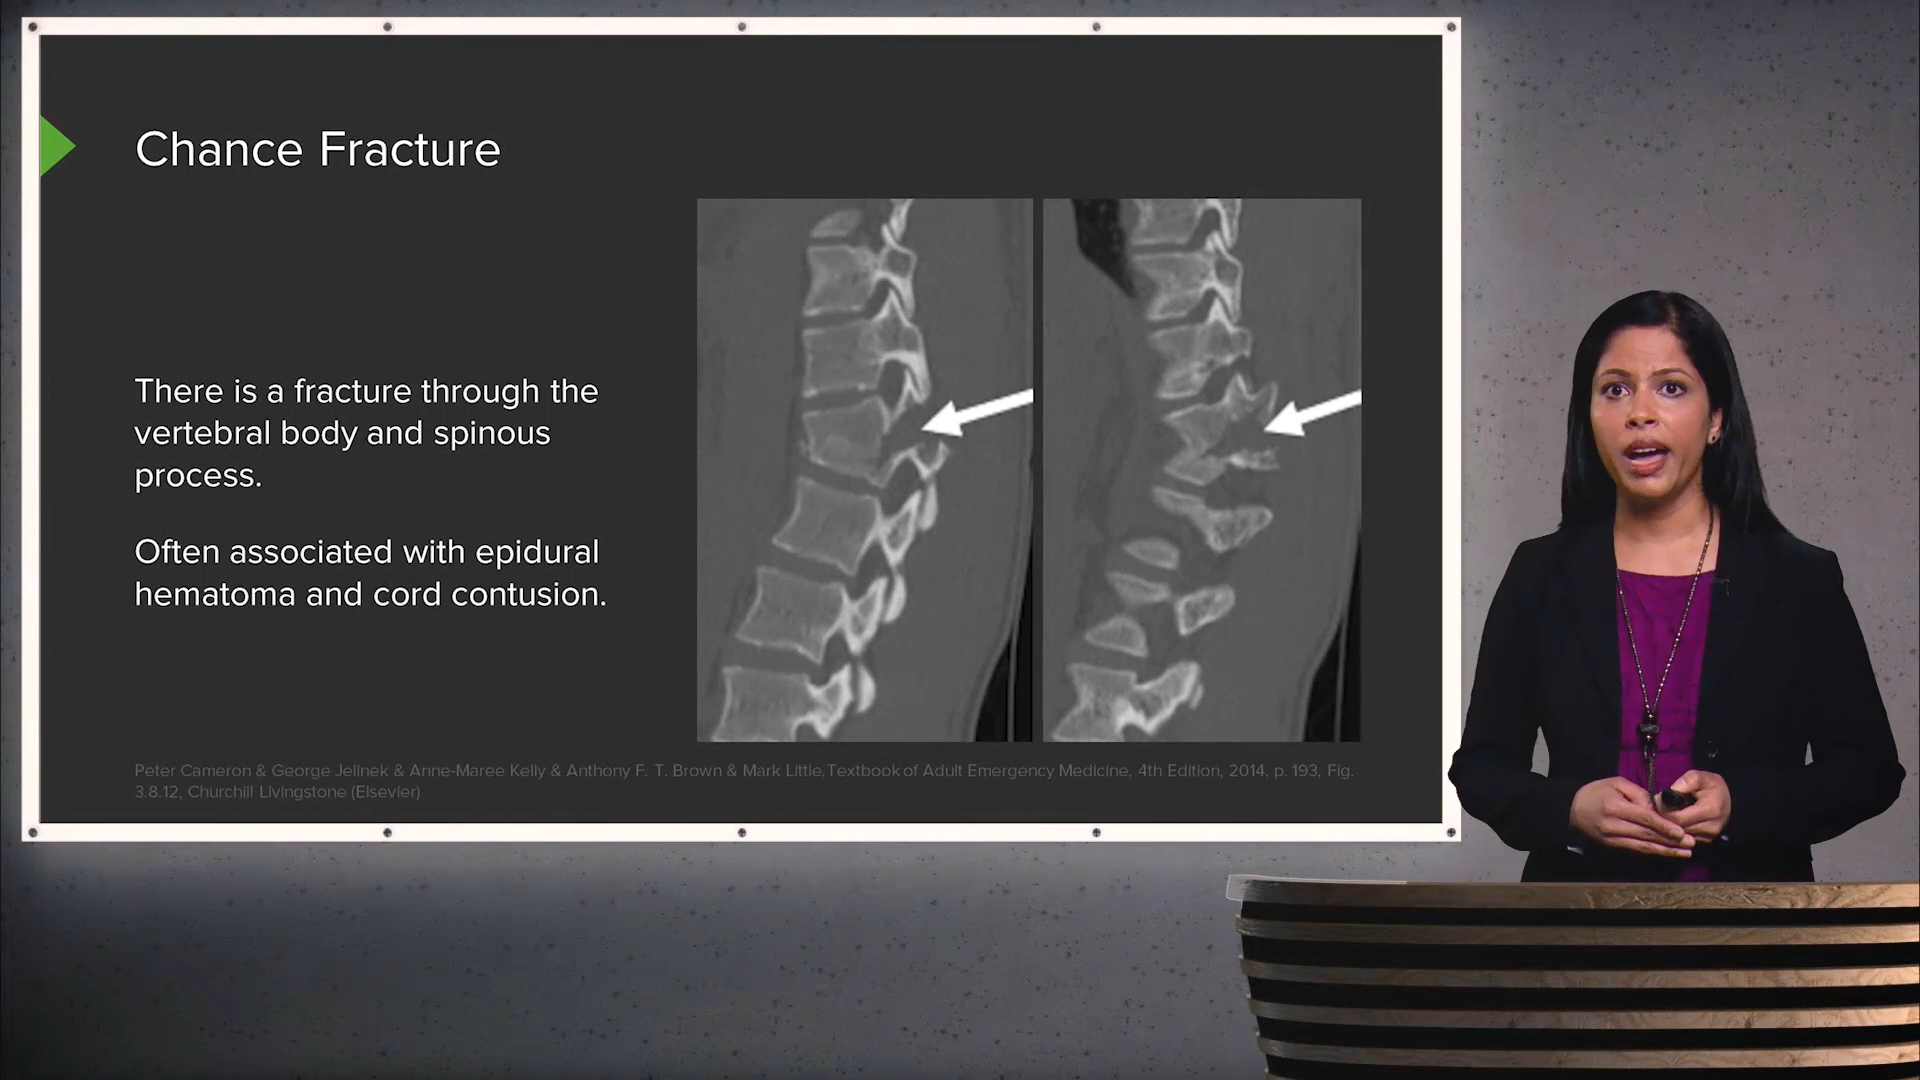 Chance Fracture
There is a fracture through the
vertebral body and spinous
process.
Often associated with epidural
hematoma and cord contusion.
Peter Cameron & George Jelinek & Anne-Maree Kelly & Anthony F. T. Brown & Mark Little, Textbook of Adult Emergency Medicine, 4th Edition, 2014, p. 193, Fig.
3.8.12, Churchill Livingstone (Elsevier)